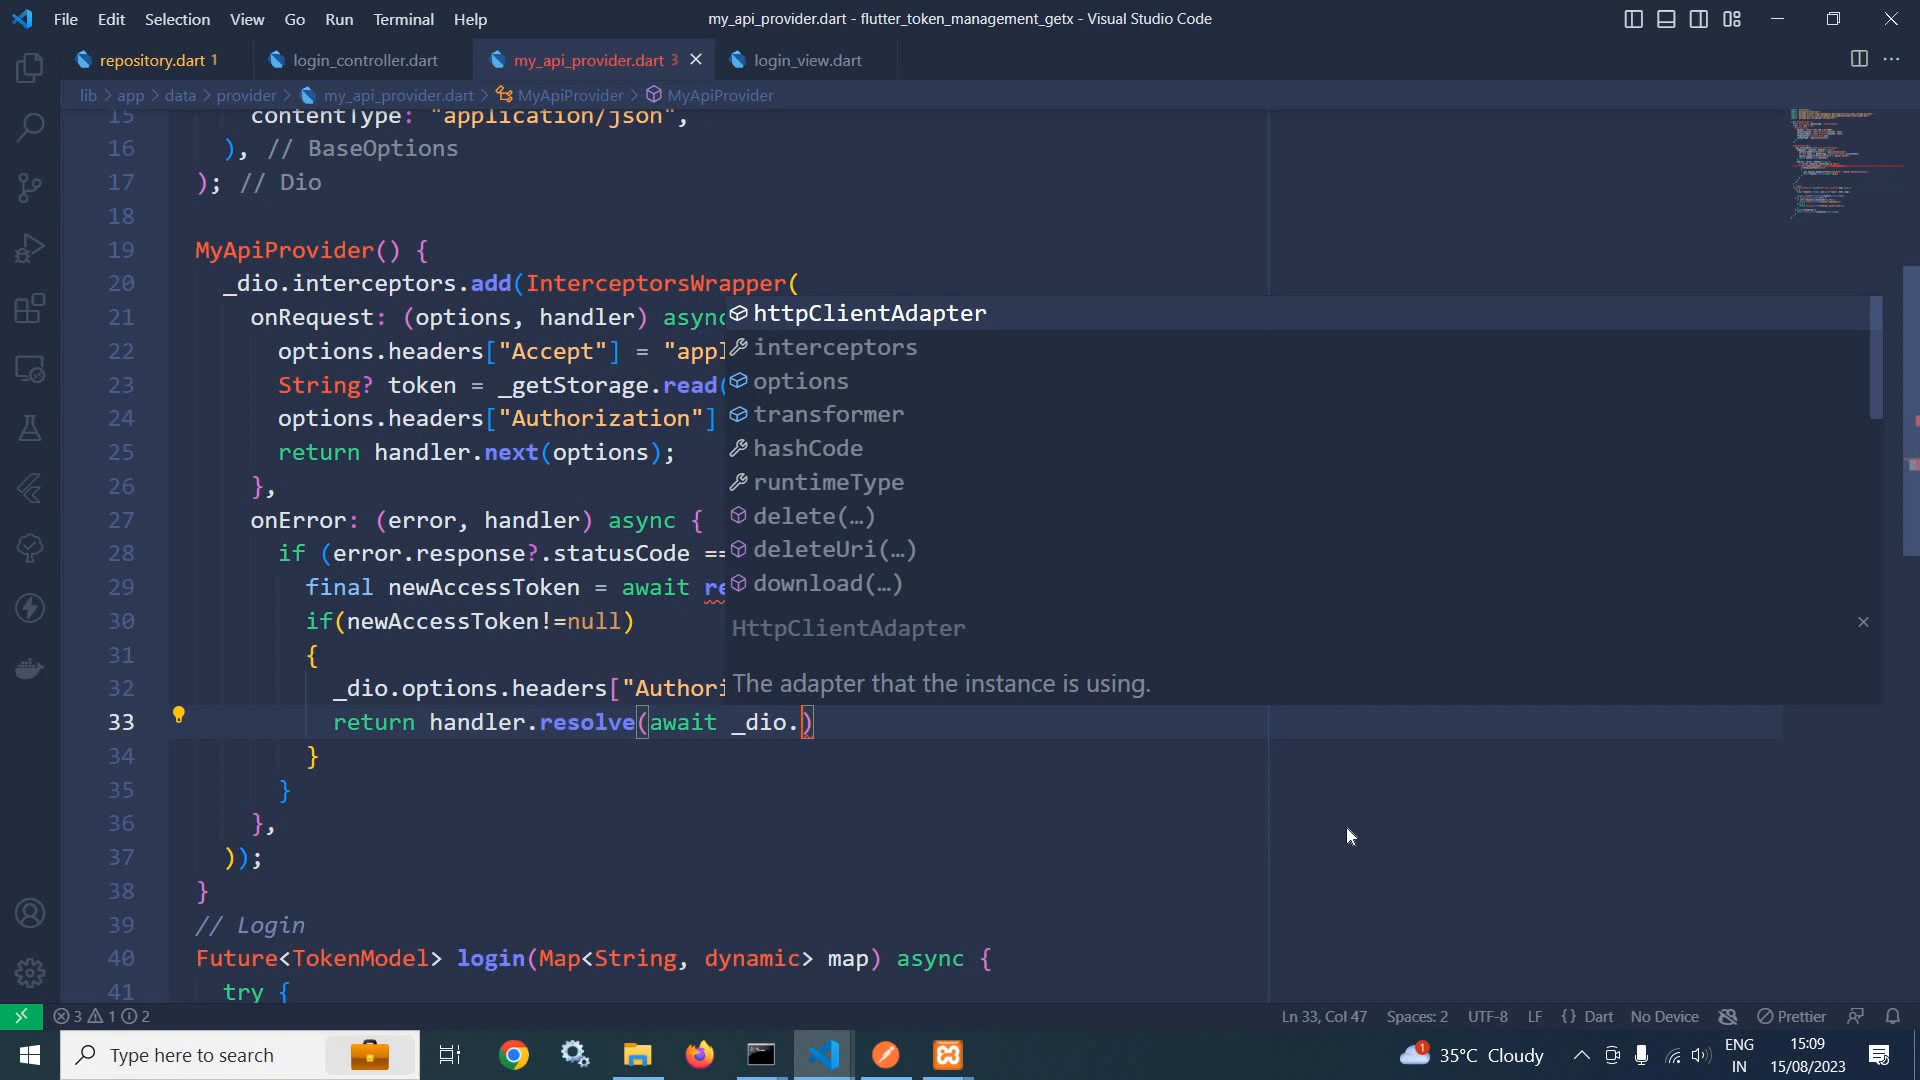 File Edit Selection View Go Run Terminal Help
my_api_provider.dart - flutter_token_management_getx - Visual Studio Code
repository.dart 1
login_controller.dart
my_api_provider.dart 3
login_view.dart
lib > app > data > provider > my_api_provider.dart > MyApiProvider > MyApiProvider
15 contentType: "application/json",
16 ), // BaseOptions
17 ); // Dio
18
19 MyApiProvider() {
20 _dio.interceptors.add(InterceptorsWrapper(
21 onRequest: (options, handler) async
22 options.headers["Accept"] = "appl
23 String? token = _getStorage.read(
24 options.headers["Authorization"]
25 return handler.next(options);
26 },
27 onError: (error, handler) async {
28 if (error.response?.statusCode ==
29 final newAccessToken = await re
30 if(newAccessToken!=null)
31 {
32 _dio.options.headers["Authori
33 return handler.resolve(await _dio.)
34 }
35 }
36 },
37 ));
38 }
39 // Login
40 Future<TokenModel> login(Map<String, dynamic> map) async {
41 try {
httpClientAdapter
interceptors
options
transformer
hashCode
runtimeType
delete(…)
deleteUri(…)
download(…)
HttpClientAdapter
The adapter that the instance is using.
3 1 2
Ln 33, Col 47 Spaces: 2 UTF-8 LF {} Dart No Device Prettier
Type here to search
1 35°C Cloudy
ENG
IN
15:09
15/08/2023